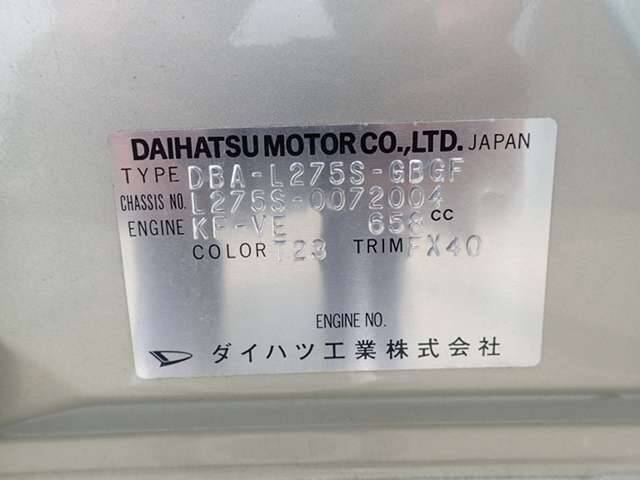 DAIHATSU MOTOR CO.,LTD. JAPAN
TYPE DBA-L275S-GBGF
CHASSIS NO. L275S-0072004
ENGINE KF-VE 658 CC
COLOR T23 TRIM FX40
ENGINE NO.
ダイハツ工業株式会社